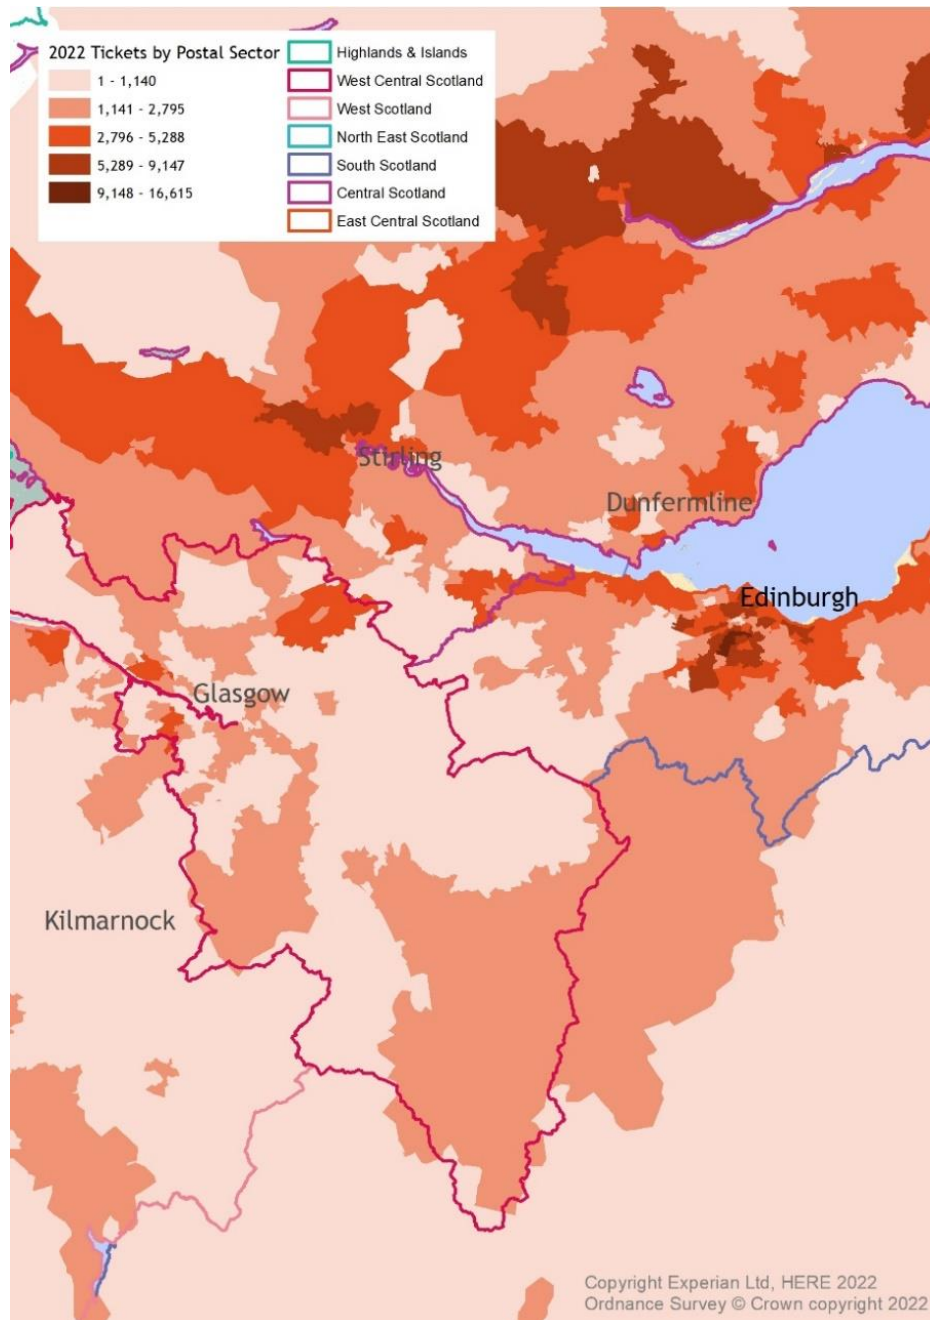 2022 Tickets by Postal Sector
1 - 1,140
1,141 - 2,795
2,796 - 5,288
5,289 - 9,147
9,148 - 16,615
Highlands & Islands
West Central Scotland
West Scotland
North East Scotland
South Scotland
Central Scotland
East Central Scotland
Stirling
Dunfermline
Edinburgh
Glasgow
Kilmarnock
Copyright Experian Ltd, HERE 2022
Ordnance Survey © Crown copyright 2022